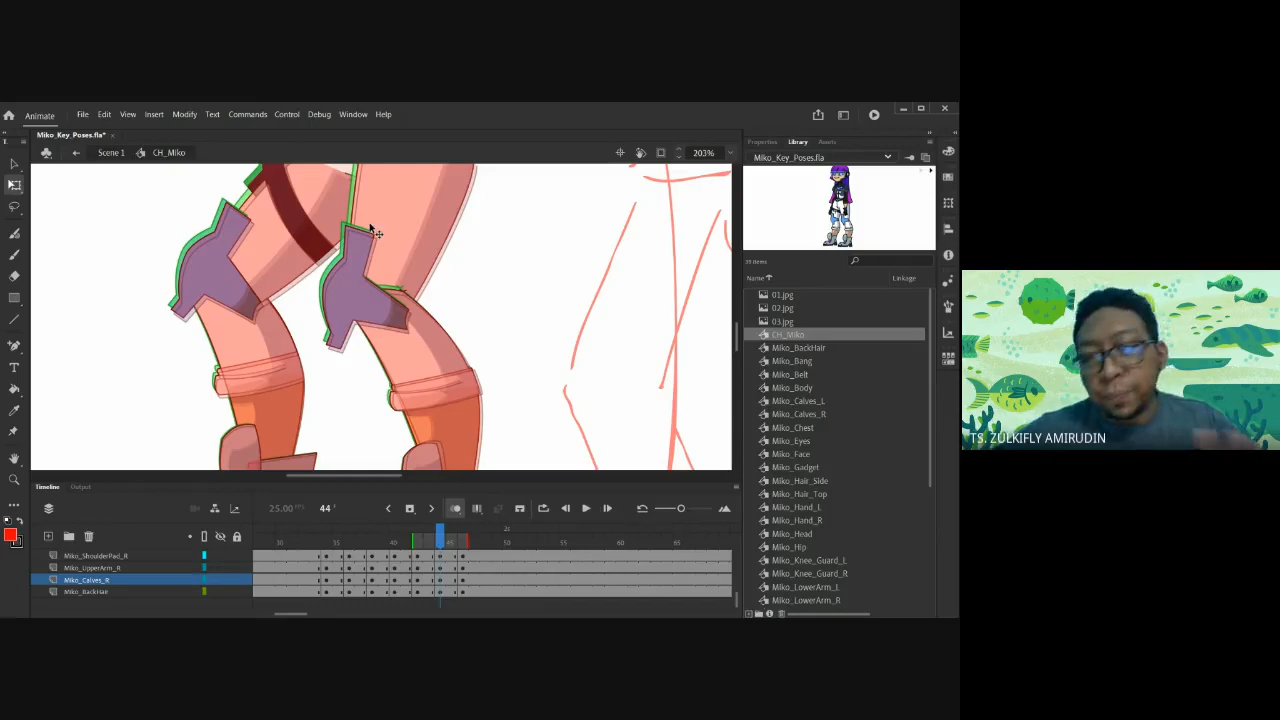 Animate
File Edit View Insert Modify Text Commands Control Debug Window Help
Miko_Key_Poses.fla*
Scene 1 CH_Miko 203%
Properties Library Assets
Miko_Key_Poses.fla
39 items
Name Linkage
01.jpg
02.jpg
03.jpg
CH_Miko
Miko_BackHair
Miko_Bang
Miko_Belt
Miko_Body
Miko_Calves_L
Miko_Calves_R
Miko_Chest
Miko_Eyes
Miko_Face
Miko_Gadget
Miko_Hair_Side
Miko_Hair_Top
Miko_Hand_L
Miko_Hand_R
Miko_Head
Miko_Hip
Miko_Knee_Guard_L
Miko_Knee_Guard_R
Miko_LowerArm_L
Miko_LowerArm_R
Timeline Output
25.00 FPS 44
30 35 40 45 50 55 60 65
Miko_ShoulderPad_R
Miko_UpperArm_R
Miko_Calves_R
Miko_BackHair
TS. ZULKIFLY AMIRUDIN